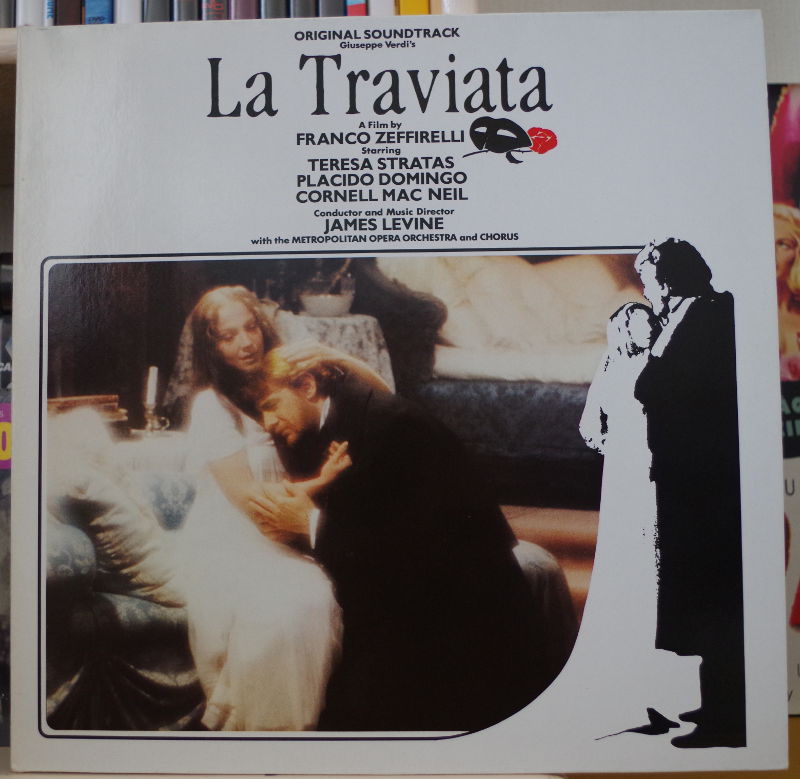 ORIGINAL SOUNDTRACK
Giuseppe Verdi's
La Traviata
A Film by
FRANCO ZEFFIRELLI
Starring
TERESA STRATAS
PLACIDO DOMINGO
CORNELL MAC NEIL
Conductor and Music Director
JAMES LEVINE
with the METROPOLITAN OPERA ORCHESTRA and CHORUS